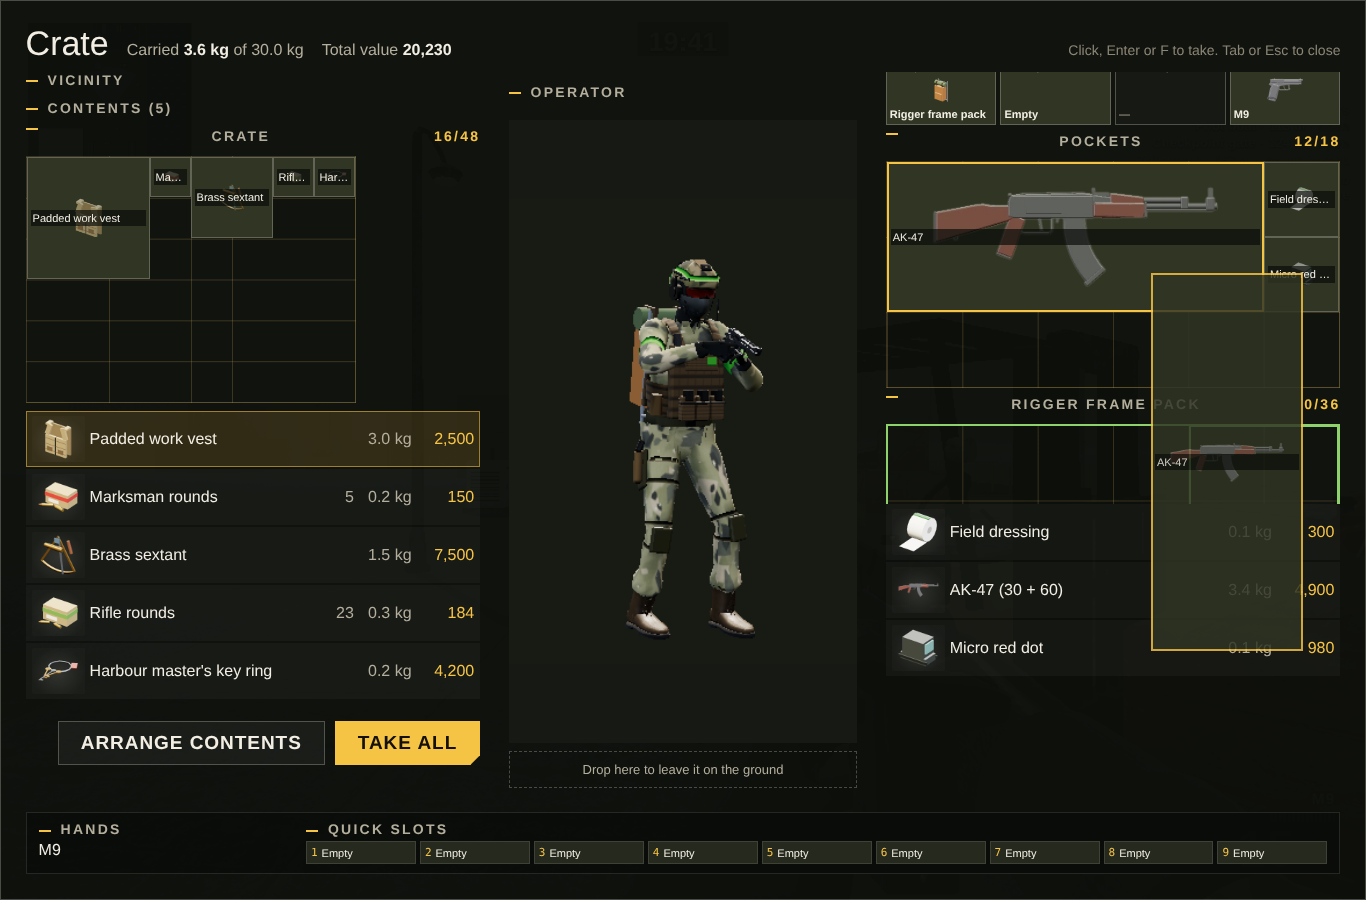 Crate
Carried 3.6 kg of 30.0 kg
Total value 20,230
Click, Enter or F to take. Tab or Esc to close
VICINITY
CONTENTS (5)
CRATE 16/48
Padded work vest
Ma...
Brass sextant
Rifl...
Har...
Padded work vest 3.0 kg 2,500
Marksman rounds 5 0.2 kg 150
Brass sextant 1.5 kg 7,500
Rifle rounds 23 0.3 kg 184
Harbour master's key ring 0.2 kg 4,200
ARRANGE CONTENTS
TAKE ALL
OPERATOR
19:41
Drop here to leave it on the ground
Rigger frame pack
Empty
—
M9
POCKETS 12/18
AK-47
Field dres...
Micro red ...
RIGGER FRAME PACK 0/36
AK-47
Field dressing 0.1 kg 300
AK-47 (30 + 60) 3.4 kg 4,900
Micro red dot 0.1 kg 980
HANDS
M9
QUICK SLOTS
1 Empty
2 Empty
3 Empty
4 Empty
5 Empty
6 Empty
7 Empty
8 Empty
9 Empty